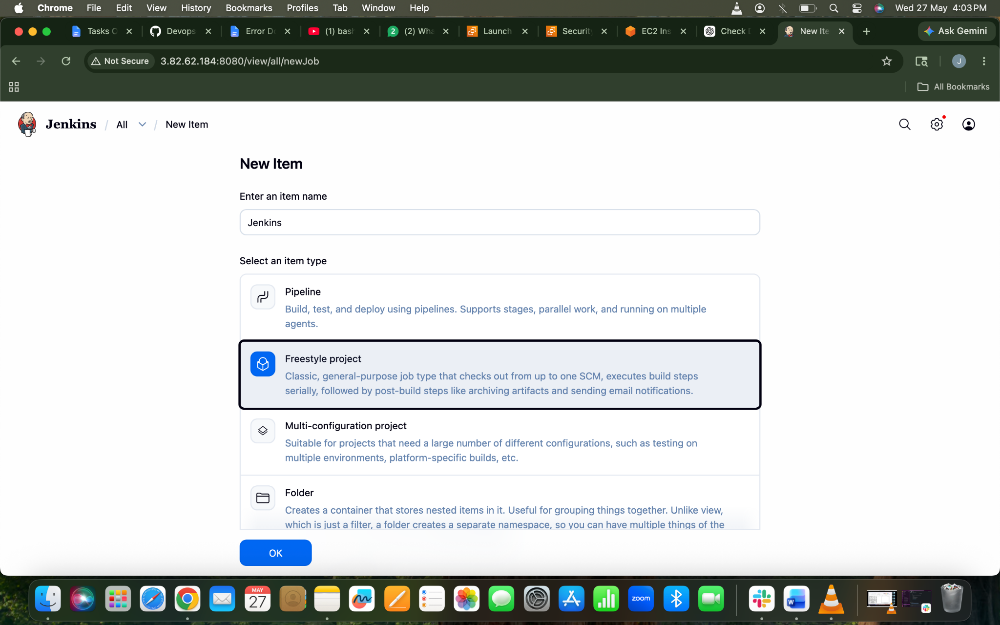 Chrome File Edit View History Bookmarks Profiles Tab Window Help Wed 27 May 4:03 PM
Tasks O Devops Error Do (1) bash 2 (2) Wha Launch Security EC2 Ins Check New Ite Ask Gemini
Not Secure 3.82.62.184:8080/view/all/newJob J
All Bookmarks
Jenkins / All / New Item
New Item
Enter an item name
Jenkins
Select an item type
Pipeline
Build, test, and deploy using pipelines. Supports stages, parallel work, and running on multiple
agents.
Freestyle project
Classic, general-purpose job type that checks out from up to one SCM, executes build steps
serially, followed by post-build steps like archiving artifacts and sending email notifications.
Multi-configuration project
Suitable for projects that need a large number of different configurations, such as testing on
multiple environments, platform-specific builds, etc.
Folder
Creates a container that stores nested items in it. Useful for grouping things together. Unlike view,
which is just a filter, a folder creates a separate namespace, so you can have multiple things of the
OK
MAY
27
zoom
W